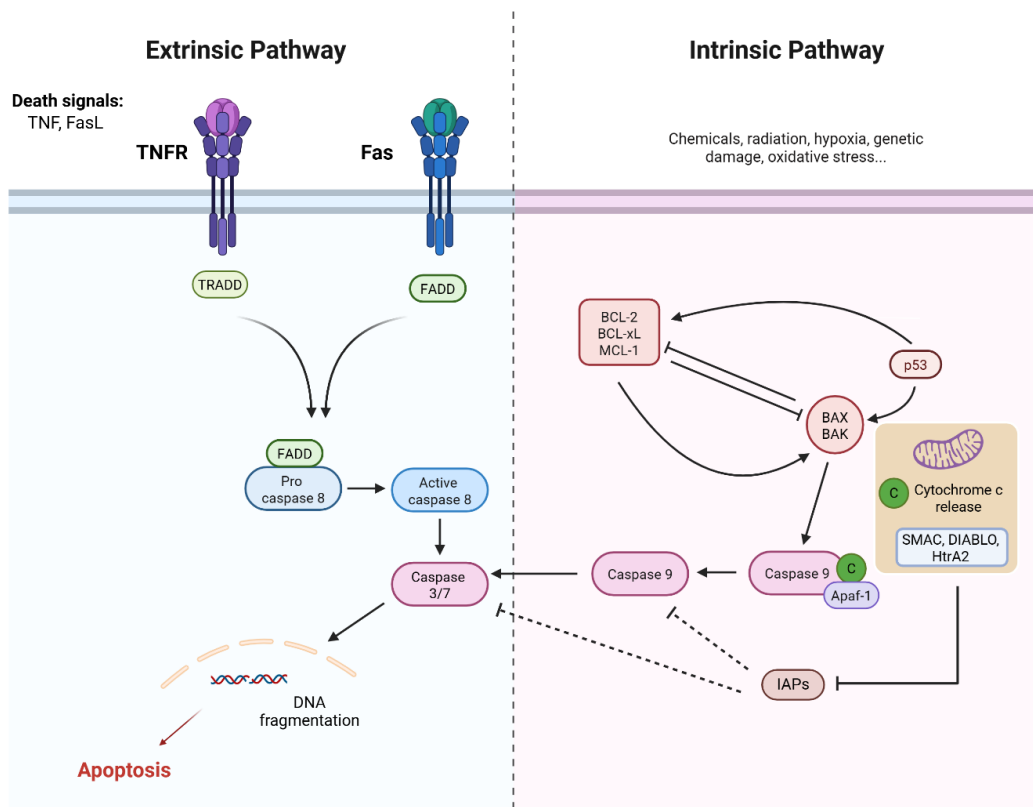 Extrinsic Pathway
Intrinsic Pathway
Death signals:
TNF, FasL
TNFR
Fas
Chemicals, radiation, hypoxia, genetic
damage, oxidative stress...
TRADD
FADD
BCL-2
BCL-xL
MCL-1
p53
BAX
BAK
FADD
Pro
caspase 8
Active
caspase 8
C
Cytochrome c
release
SMAC, DIABLO,
HtrA2
Caspase
3/7
Caspase 9
Caspase 9
C
Apaf-1
IAPs
DNA
fragmentation
Apoptosis